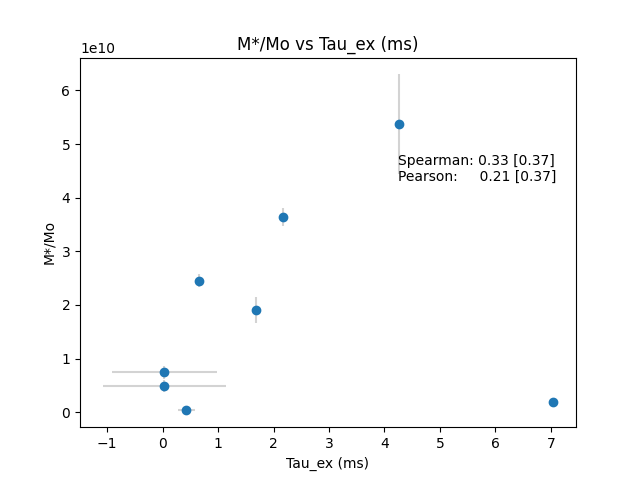 M*/Mo vs Tau_ex (ms)
1e10
6
5
4
3
2
1
0
M*/Mo
Spearman: 0.33 [0.37]
Pearson: 0.21 [0.37]
−1 0 1 2 3 4 5 6 7
Tau_ex (ms)